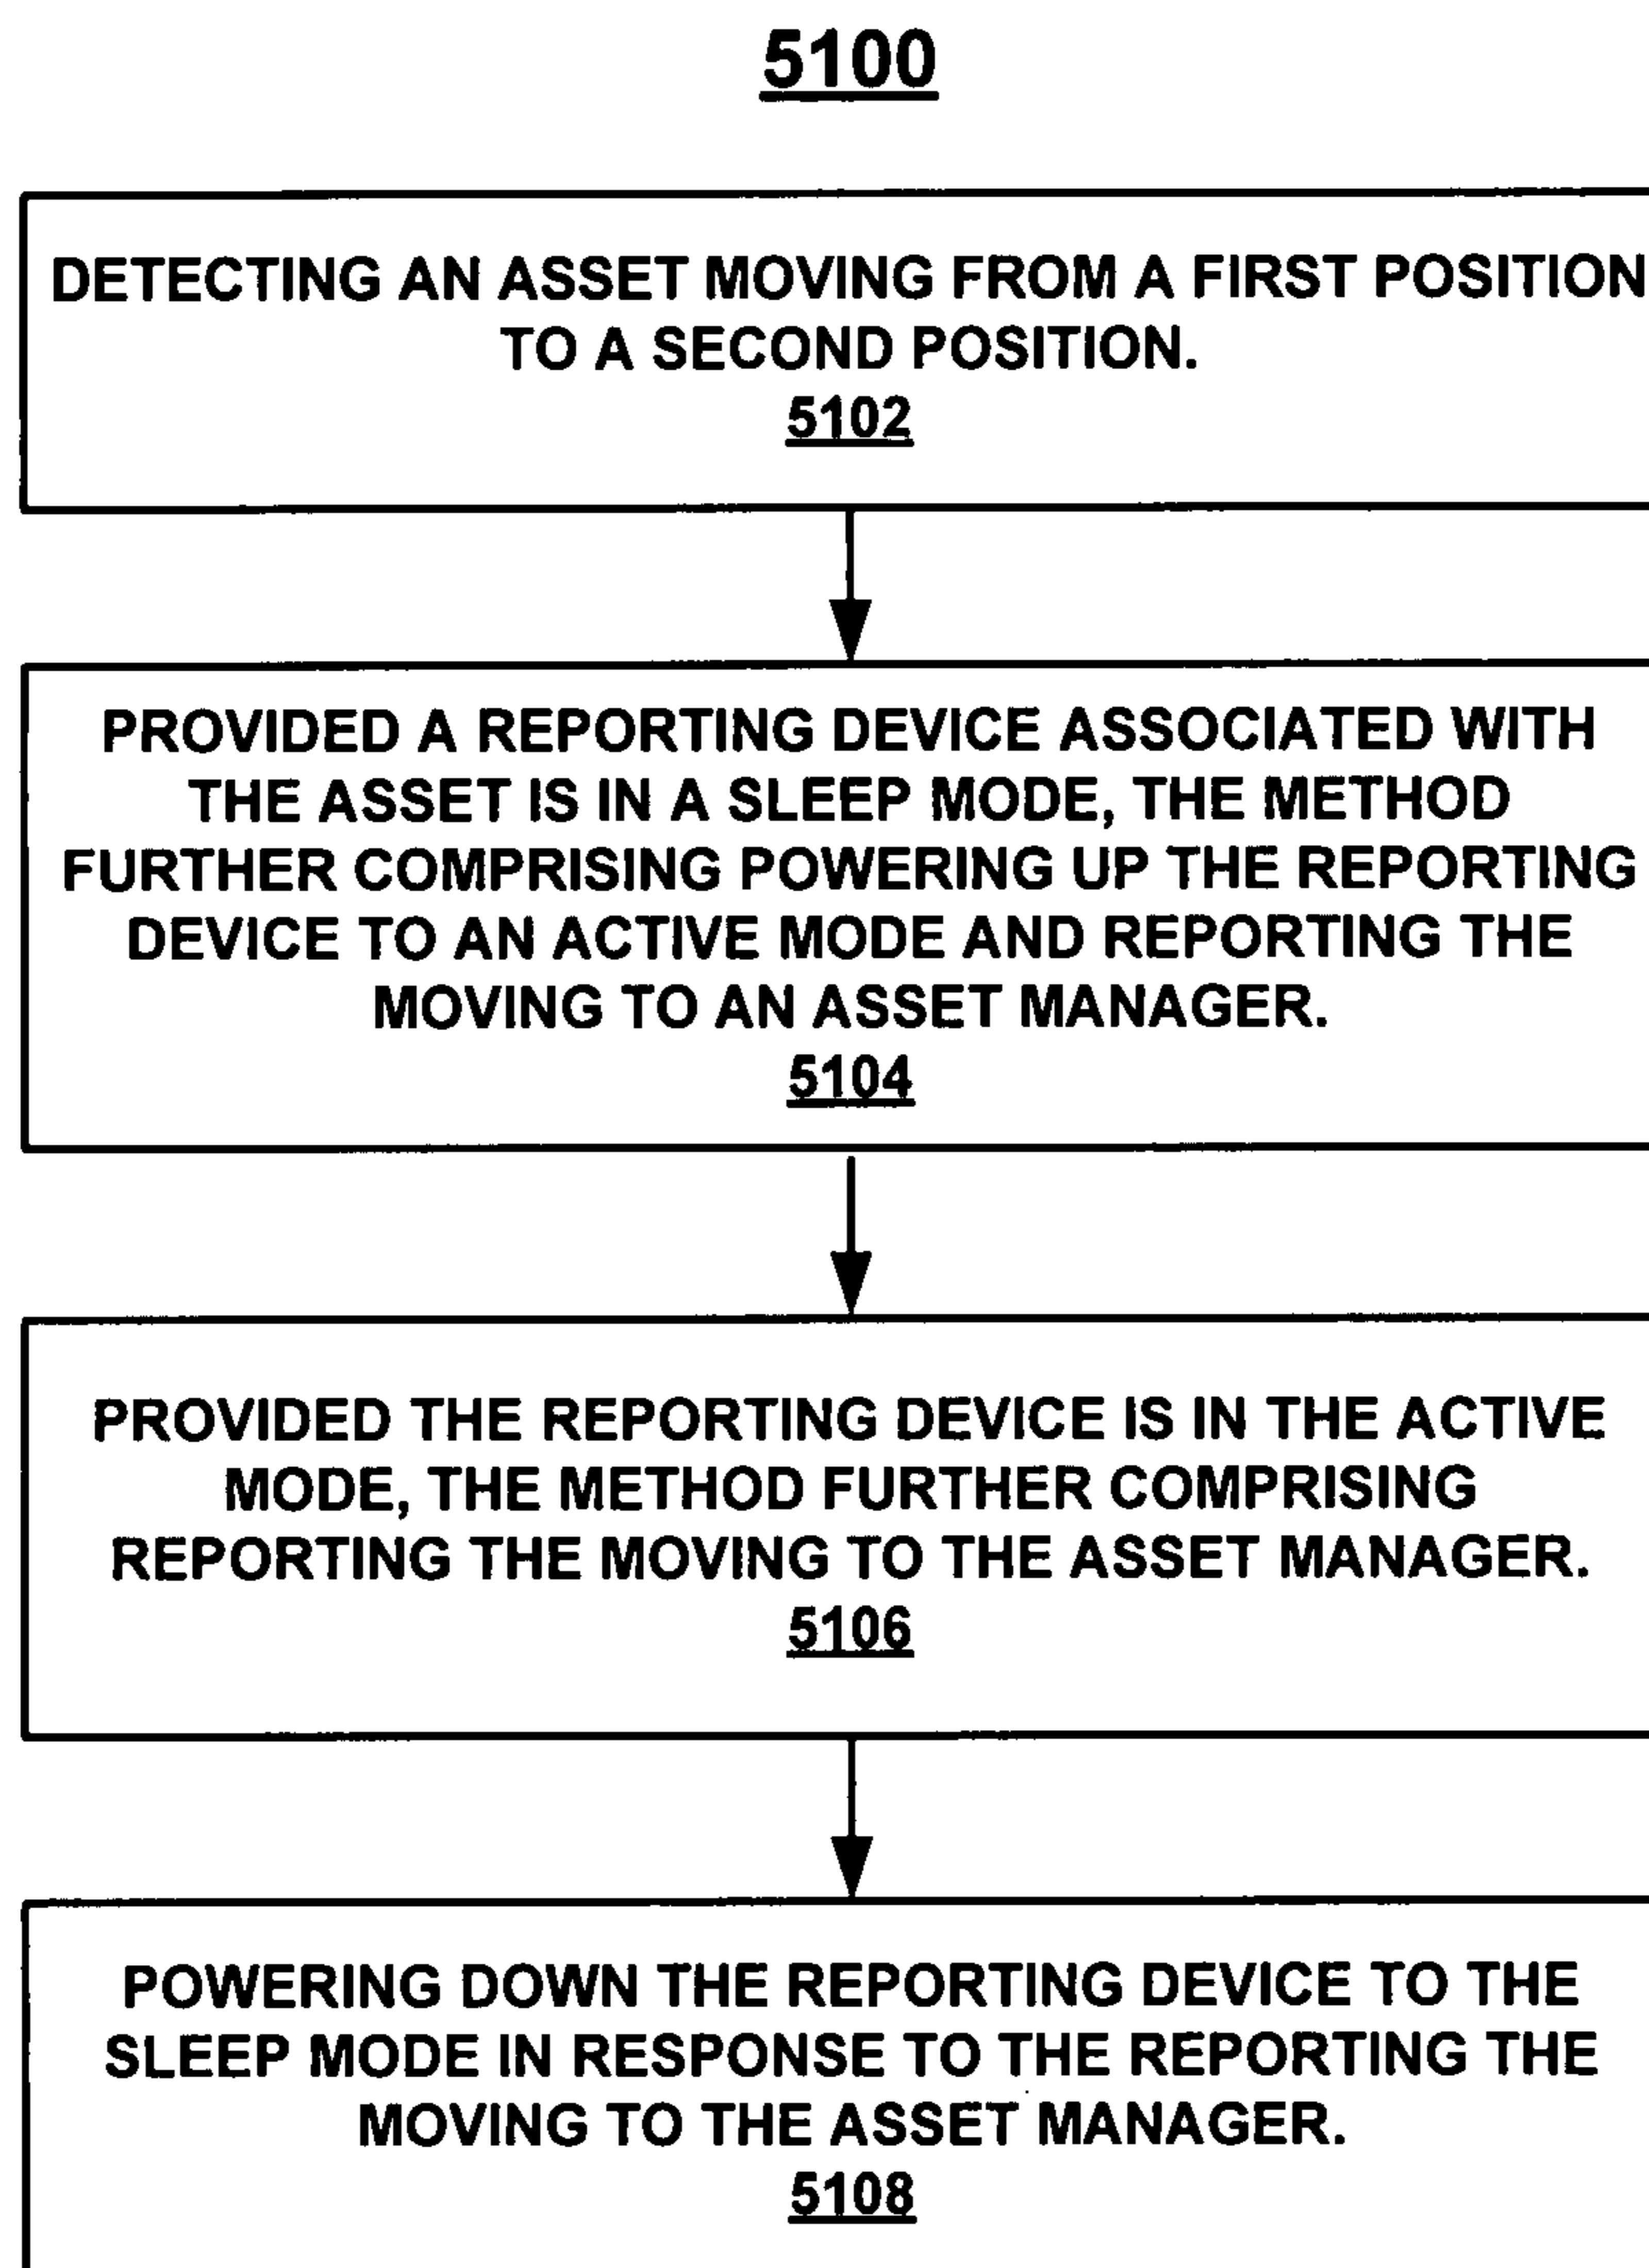 5100
DETECTING AN ASSET MOVING FROM A FIRST POSITION
TO A SECOND POSITION.
5102
PROVIDED A REPORTING DEVICE ASSOCIATED WITH
THE ASSET IS IN A SLEEP MODE, THE METHOD
FURTHER COMPRISING POWERING UP THE REPORTING
DEVICE TO AN ACTIVE MODE AND REPORTING THE
MOVING TO AN ASSET MANAGER.
5104
PROVIDED THE REPORTING DEVICE IS IN THE ACTIVE
MODE, THE METHOD FURTHER COMPRISING
REPORTING THE MOVING TO THE ASSET MANAGER.
5106
POWERING DOWN THE REPORTING DEVICE TO THE
SLEEP MODE IN RESPONSE TO THE REPORTING THE
MOVING TO THE ASSET MANAGER.
5108